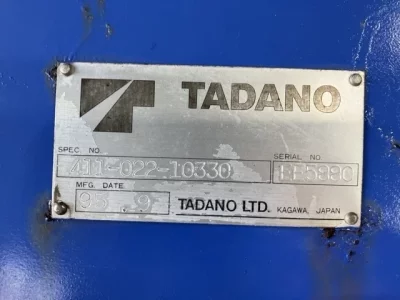 TADANO
SPEC. NO. SERIAL NO.
411-022-10330
MFG. DATE
TADANO LTD. KAGAWA, JAPAN